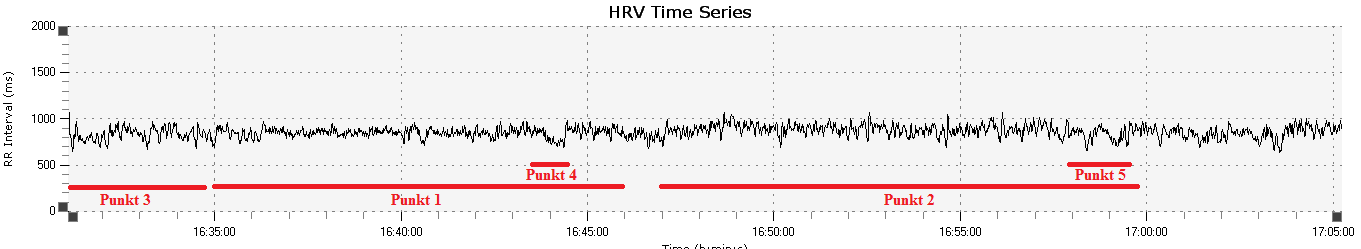 HRV Time Series
2000
1500
1000
500
0
RR Interval (ms)
Punkt 4
Punkt 5
Punkt 3
Punkt 1
Punkt 2
16:35:00
16:40:00
16:45:00
16:50:00
16:55:00
17:00:00
17:05:00
Time